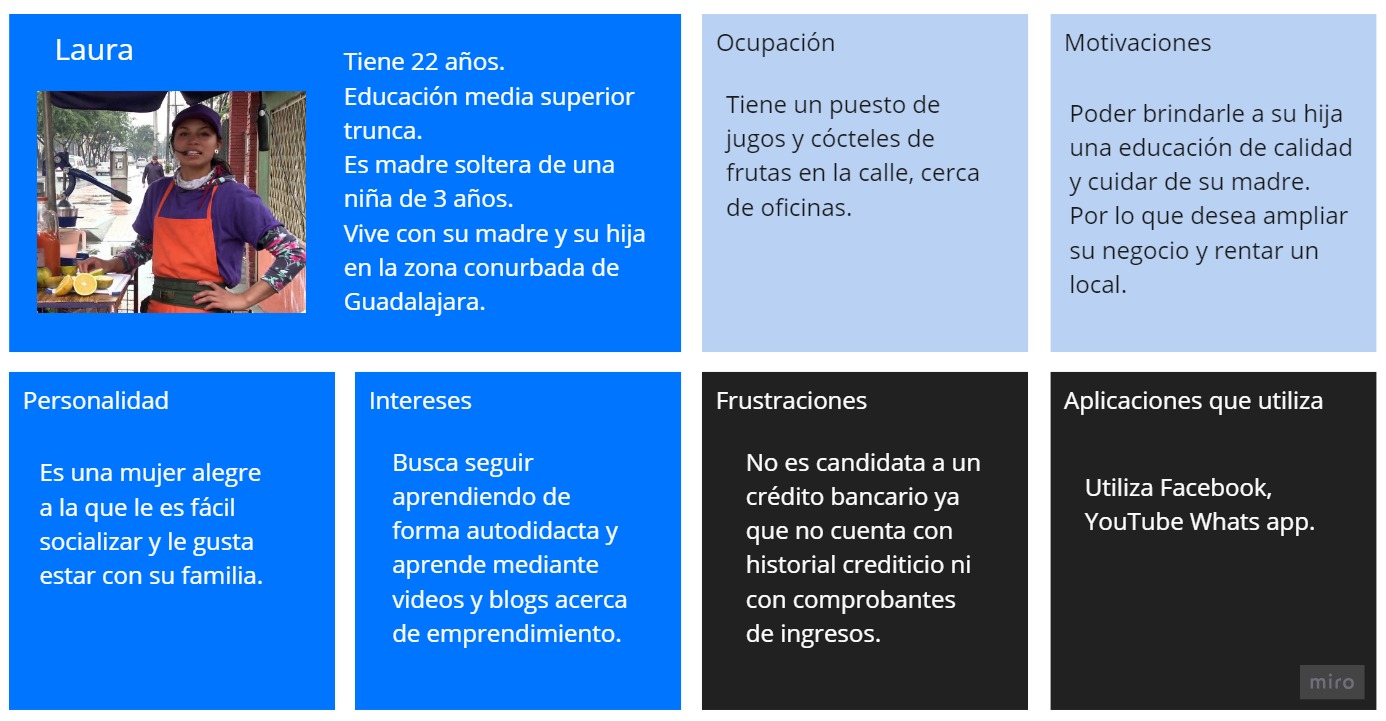 Laura
Tiene 22 años.
Educación media superior
trunca.
Es madre soltera de una
niña de 3 años.
Vive con su madre y su hija
en la zona conurbada de
Guadalajara.
Ocupación
Tiene un puesto de
jugos y cócteles de
frutas en la calle, cerca
de oficinas.
Motivaciones
Poder brindarle a su hija
una educación de calidad
y cuidar de su madre.
Por lo que desea ampliar
su negocio y rentar un
local.
Personalidad
Es una mujer alegre
a la que le es fácil
socializar y le gusta
estar con su familia.
Intereses
Busca seguir
aprendiendo de
forma autodidacta y
aprende mediante
videos y blogs acerca
de emprendimiento.
Frustraciones
No es candidata a un
crédito bancario ya
que no cuenta con
historial crediticio ni
con comprobantes
de ingresos.
Aplicaciones que utiliza
Utiliza Facebook,
YouTube Whats app.
miro